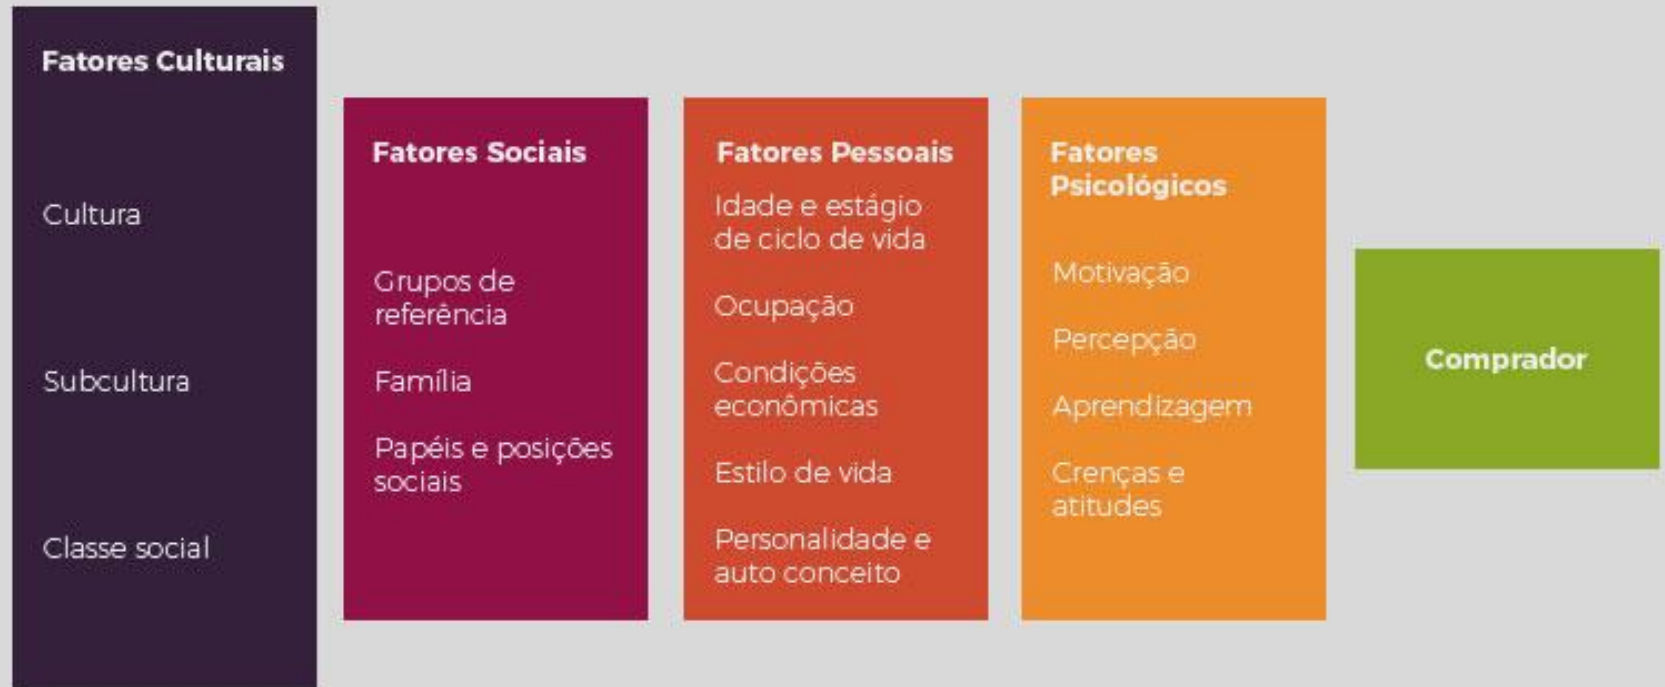 Fatores Culturais
Cultura
Subcultura
Classe social
Fatores Sociais
Grupos de
referência
Família
Papéis e posições
sociais
Fatores Pessoais
Idade e estágio
de ciclo de vida
Ocupação
Condições
econômicas
Estilo de vida
Personalidade e
auto conceito
Fatores
Psicológicos
Motivação
Percepção
Aprendizagem
Crenças e
atitudes
Comprador